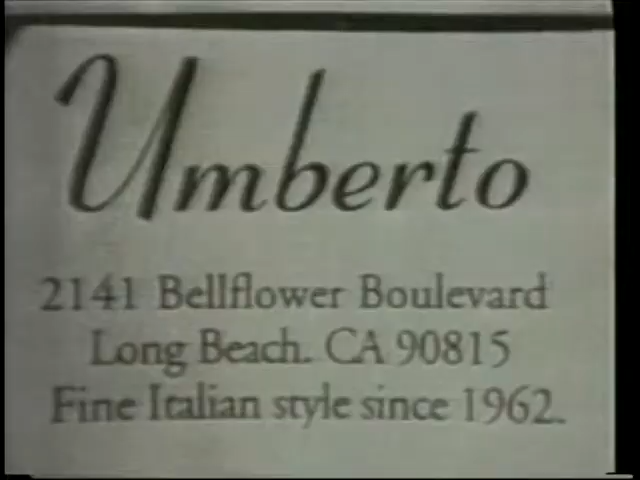 Umberto
2141 Bellflower Boulevard
Long Beach. CA 90815
Fine Italian style since 1962.